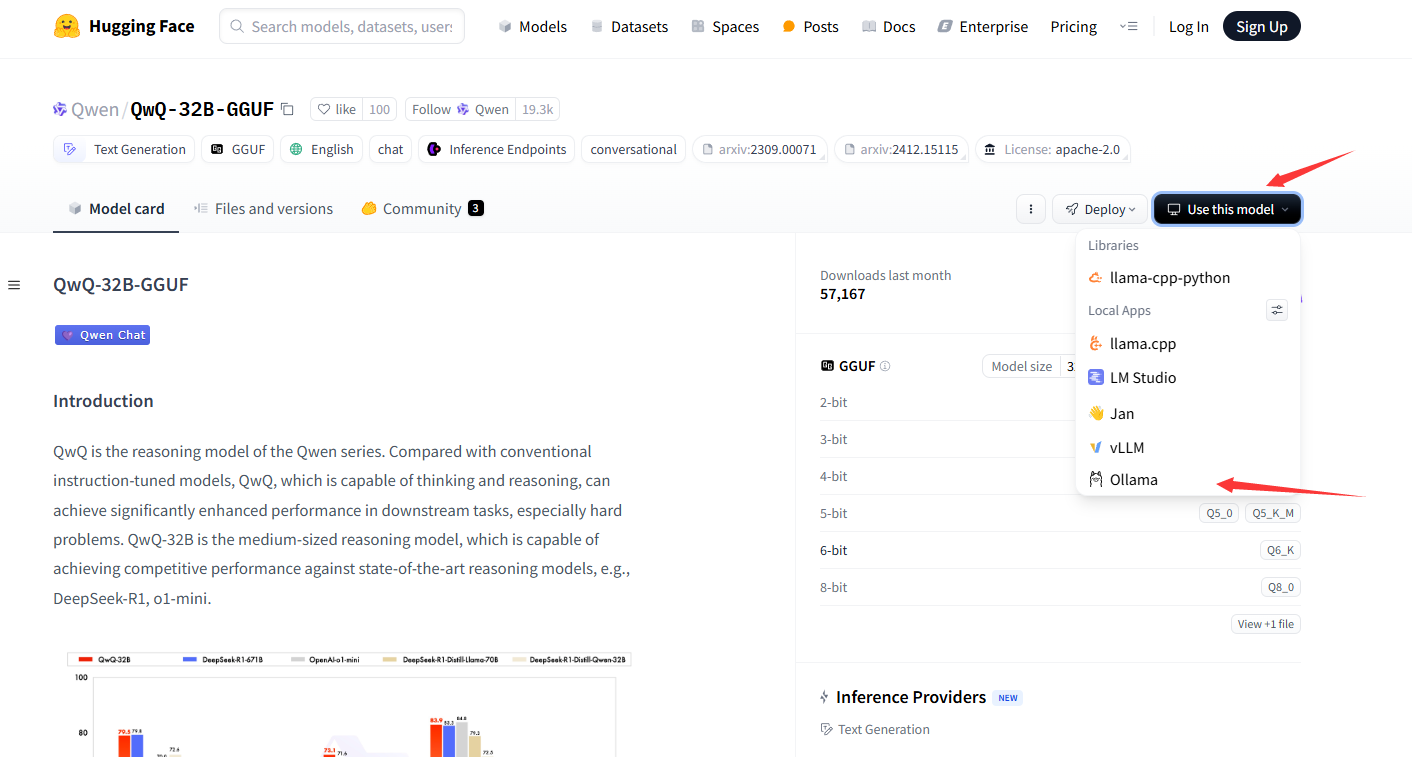 Hugging Face
Search models, datasets, users
Models
Datasets
Spaces
Posts
Docs
Enterprise
Pricing
Log In
Sign Up
Qwen/QwQ-32B-GGUF
like 100
Follow Qwen 19.3k
Text Generation
GGUF
English
chat
Inference Endpoints
conversational
arxiv:2309.00071
arxiv:2412.15115
License: apache-2.0
Model card
Files and versions
Community 3
Deploy
Use this model
Libraries
llama-cpp-python
Local Apps
llama.cpp
LM Studio
Jan
vLLM
Ollama
QwQ-32B-GGUF
Qwen Chat
Introduction
QwQ is the reasoning model of the Qwen series. Compared with conventional
instruction-tuned models, QwQ, which is capable of thinking and reasoning, can
achieve significantly enhanced performance in downstream tasks, especially hard
problems. QwQ-32B is the medium-sized reasoning model, which is capable of
achieving competitive performance against state-of-the-art reasoning models, e.g.,
DeepSeek-R1, o1-mini.
QwQ-32B
DeepSeek-R1-671B
OpenAI-o1-mini
DeepSeek-R1-Distill-Llama-70B
DeepSeek-R1-Distill-Qwen-32B
100
80
79.5 79.8
72.6
73.1 71.6
83.9 83.3 84.8 79.3 72.5
Downloads last month
57,167
GGUF
Model size
2-bit
3-bit
4-bit
5-bit Q5_0 Q5_K_M
6-bit Q6_K
8-bit Q8_0
View +1 file
Inference Providers NEW
Text Generation